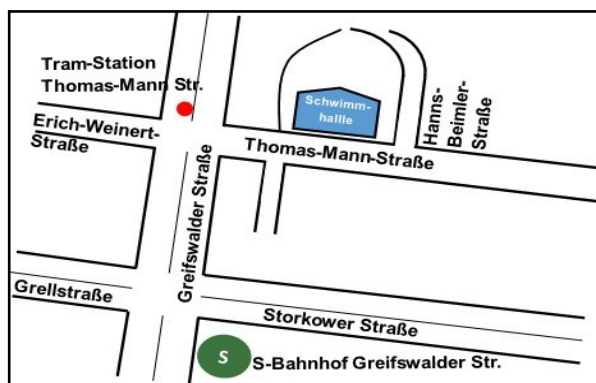 Tram-Station
Thomas-Mann Str.
Erich-Weinert-
Straße
Schwimm-
hallle
Thomas-Mann-Straße
Hanns-
Beimler-
Straße
Greifswalder Straße
Grellstraße
Storkower Straße
S
S-Bahnhof Greifswalder Str.